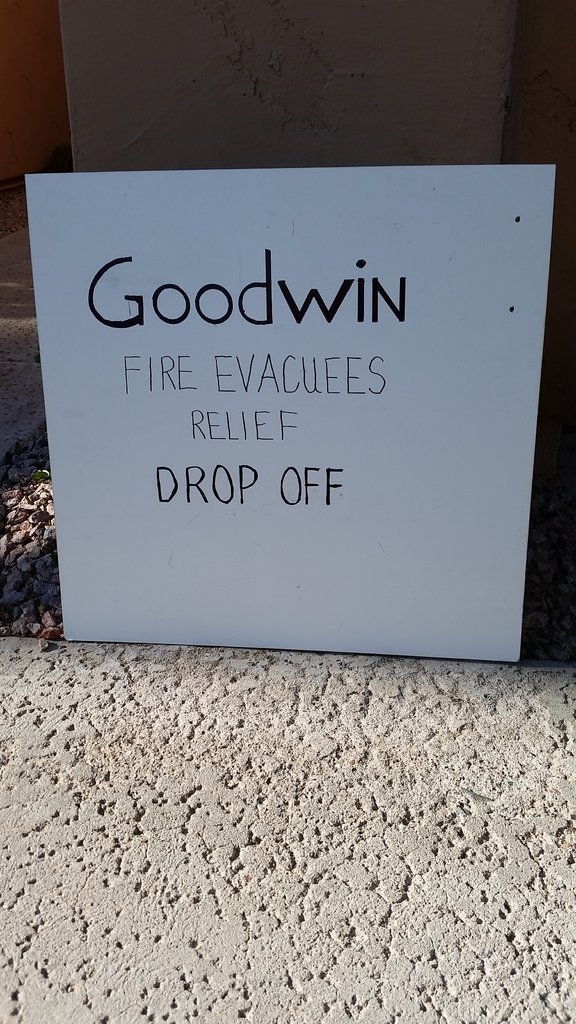 GoodwiN
FIRE EVACUEES
RELIEF
DROP OFF